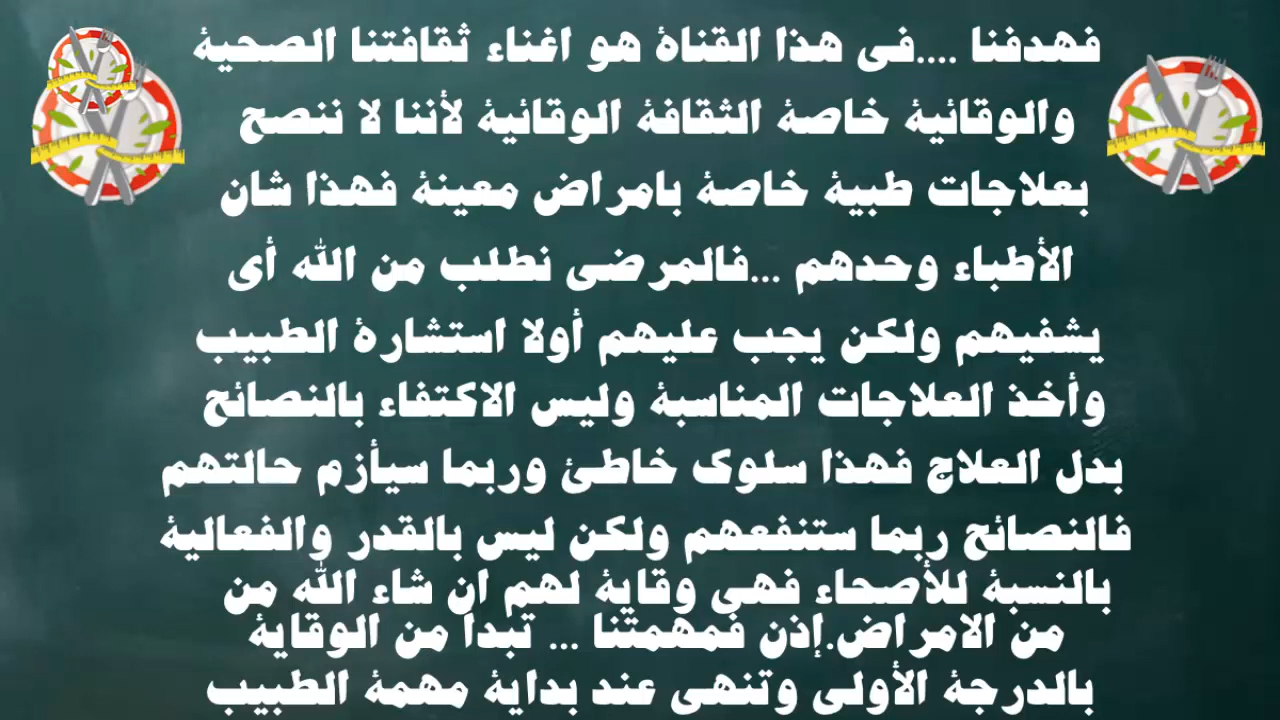 فهدفنا ....فى هذا القناة هو اغناء ثقافتنا الصحية
والوقائية خاصة الثقافة الوقائية لأننا لا ننصح
بعلاجات طبية خاصة بامراض معينة فهذا شان
الأطباء وحدهم ...فالمرضى نطلب من الله أى
يشفيهم ولكن يجب عليهم أولا استشارة الطبيب
وأخذ العلاجات المناسبة وليس الاكتفاء بالنصائح
بدل العلاج فهذا سلوك خاطئ وربما سيأزم حالتهم
فالنصائح ربما ستنفعهم ولكن ليس بالقدر والفعالية
بالنسبة للأصحاء فهى وقاية لهم ان شاء الله من
من الامراض.إذن فمهمتنا ... تبدا من الوقاية
بالدرجة الأولى وتنهى عند بداية مهمة الطبيب